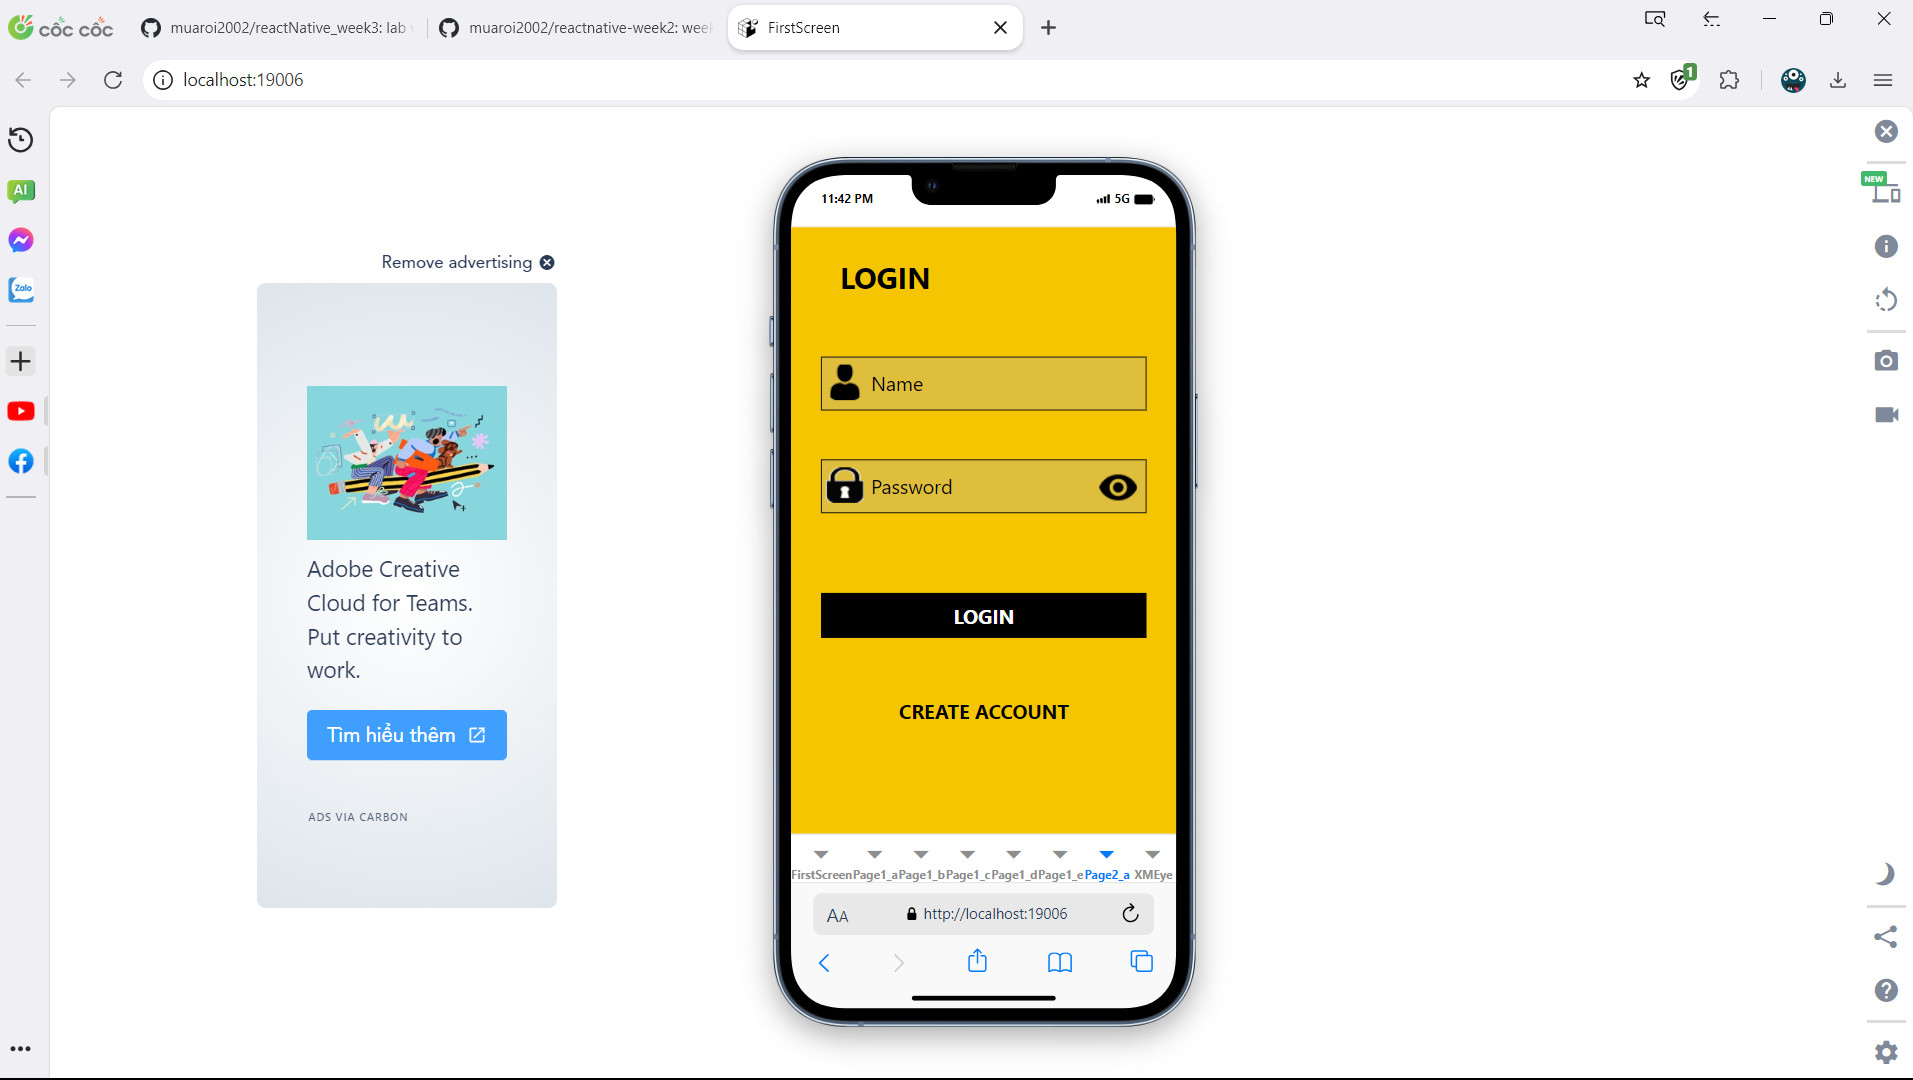 cốc cốc
muaroi2002/reactNative_week3: lab
muaroi2002/reactnative-week2: week
FirstScreen
localhost:19006
1
AI
Zalo
NEW
Remove advertising
Adobe Creative
Cloud for Teams.
Put creativity to
work.
Tìm hiểu thêm
ADS VIA CARBON
11:42 PM
5G
LOGIN
Name
Password
LOGIN
CREATE ACCOUNT
FirstScreen Page1_a Page1_b Page1_c Page1_d Page1_e Page2_a XMEye
AA
http://localhost:19006